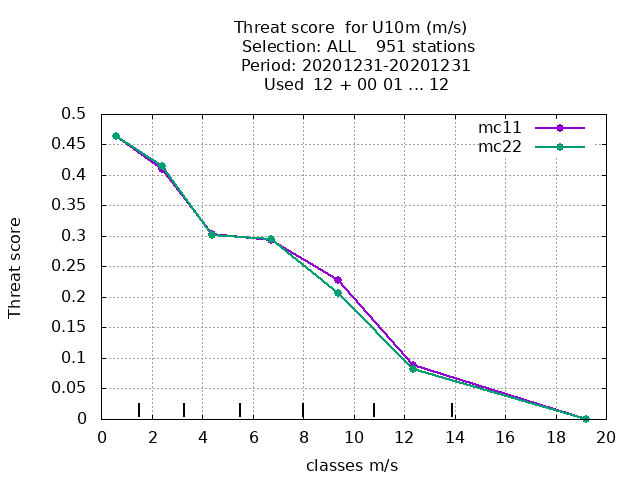 Threat score  for U10m (m/s)
Selection: ALL    951 stations
Period: 20201231-20201231
Used  12 + 00 01 ... 12
mc11
mc22
0.5
0.45
0.4
0.35
0.3
0.25
0.2
0.15
0.1
0.05
0
Threat score
0 2 4 6 8 10 12 14 16 18 20
classes m/s